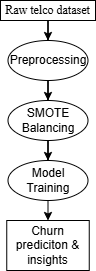 Raw telco dataset
Preprocessing
SMOTE
Balancing
Model
Training
Churn
prediciton &
insights